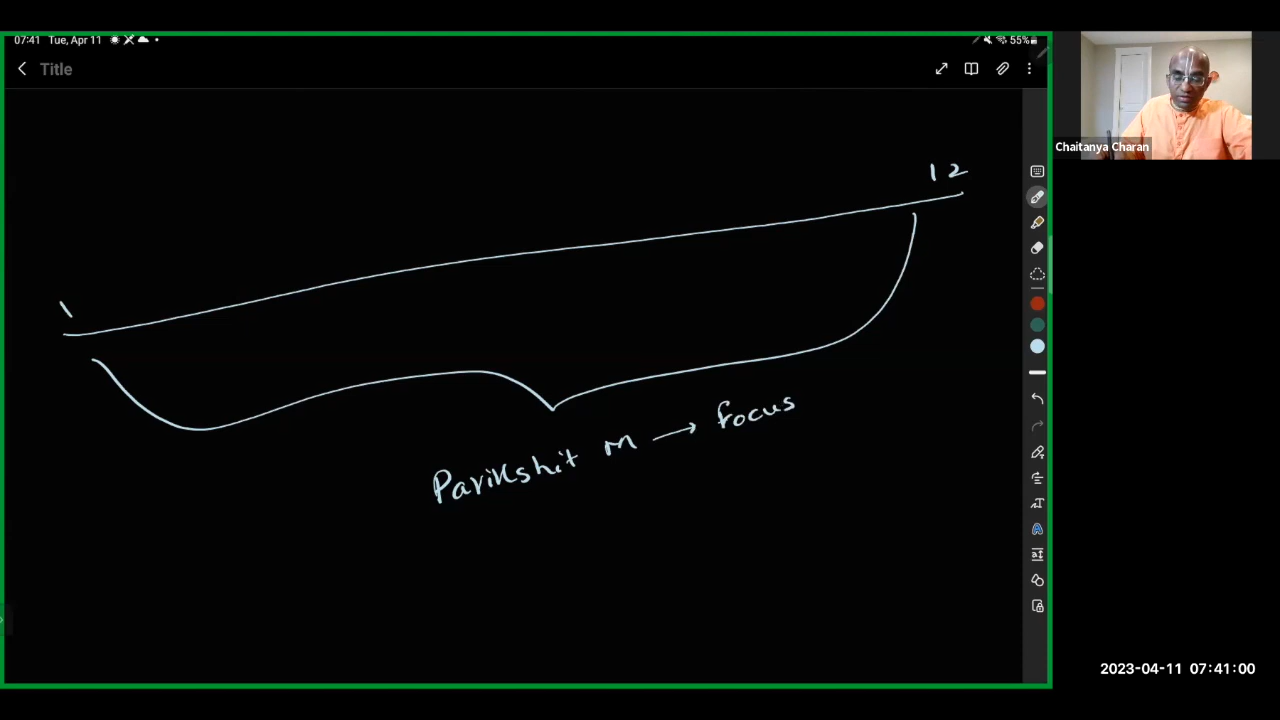 07:41 Tue, Apr 11
55%
Title
Chaitanya Charan
12
1
Parikshit M → focus
2023-04-11 07:41:00